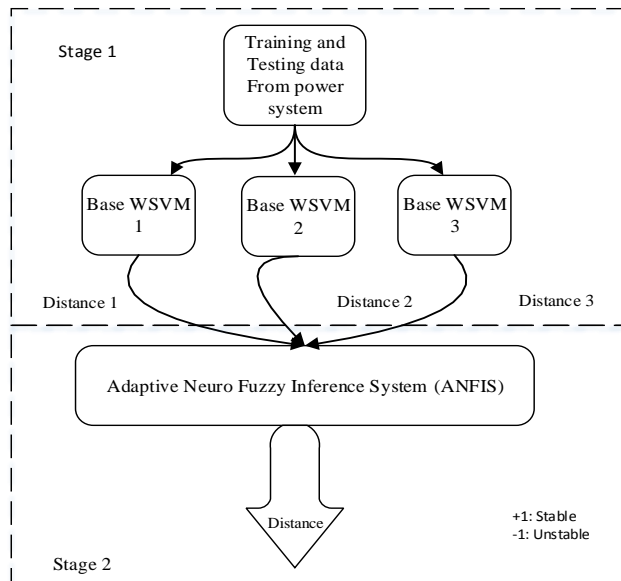 Stage 1
Training and
Testing data
From power
system
Base WSVM
1
Base WSVM
2
Base WSVM
3
Distance 1
Distance 2
Distance 3
Adaptive Neuro Fuzzy Inference System (ANFIS)
Distance
+1: Stable
-1: Unstable
Stage 2